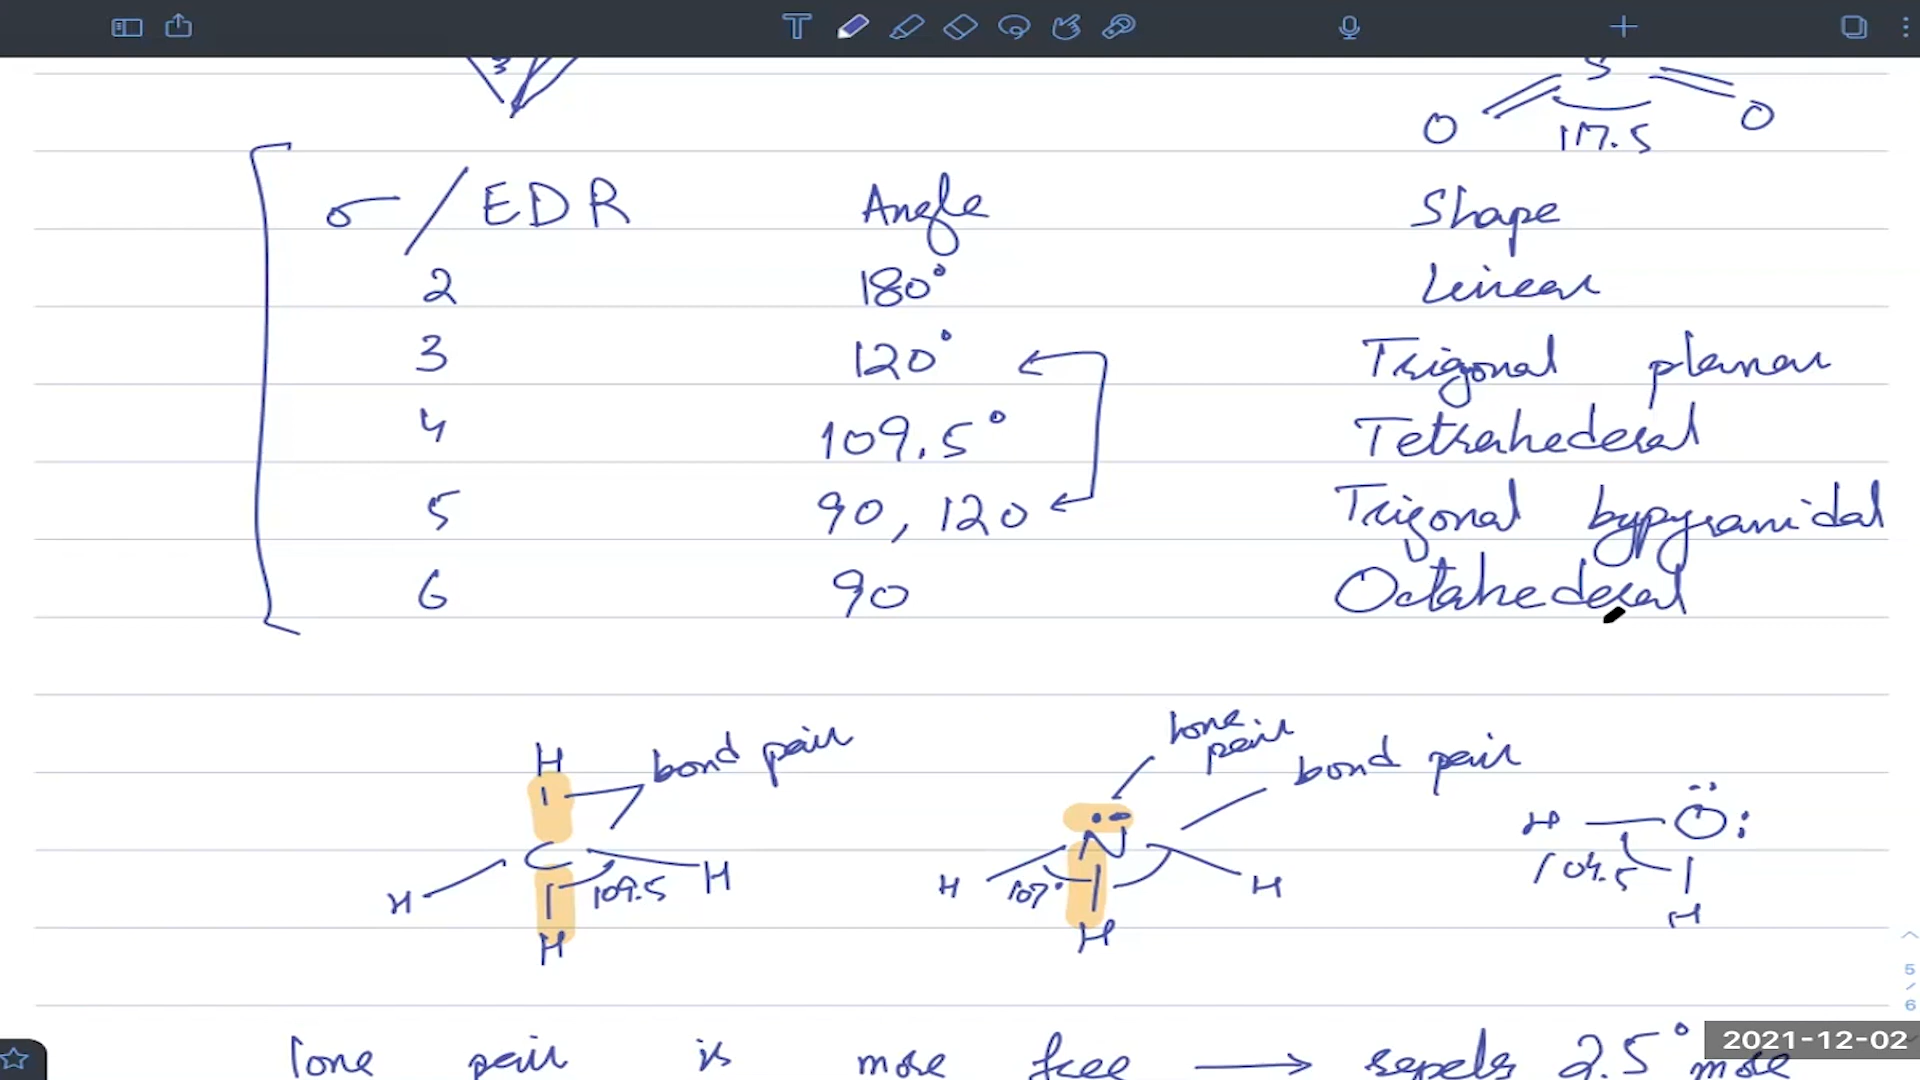 S
O O
117.5
σ / EDR Angle Shape
2 180° Linear
3 120° Trigonal planar
4 109.5° Tetrahedral
5 90, 120 Trigonal bypyramidal
6 90 Octahedral
H bond pair lone pair bond pair
C N H O
H 109.5 H H 107° H 104.5
H H H
lone pair is more free → repels 2.5° more
5
/
6
2021-12-02